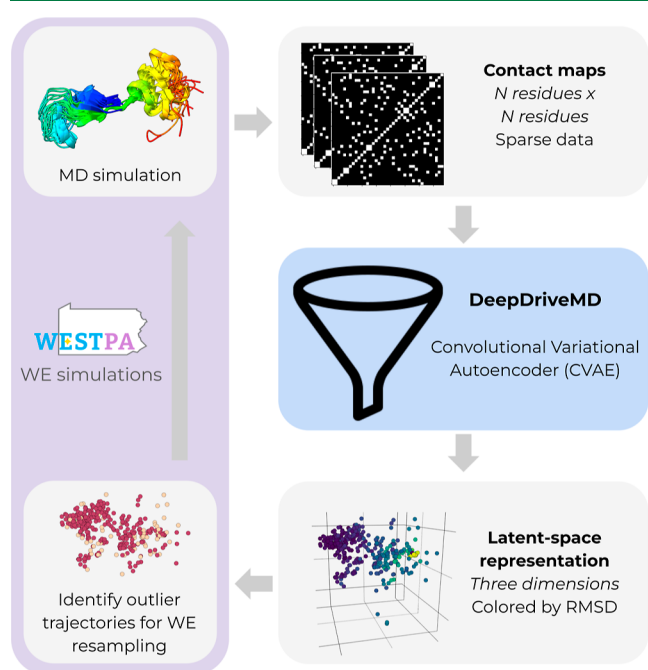 MD simulation
Contact maps
N residues x
N residues
Sparse data
DeepDriveMD
Convolutional Variational
Autoencoder (CVAE)
Latent-space
representation
Three dimensions
Colored by RMSD
Identify outlier
trajectories for WE
resampling
WESTPA
WE simulations